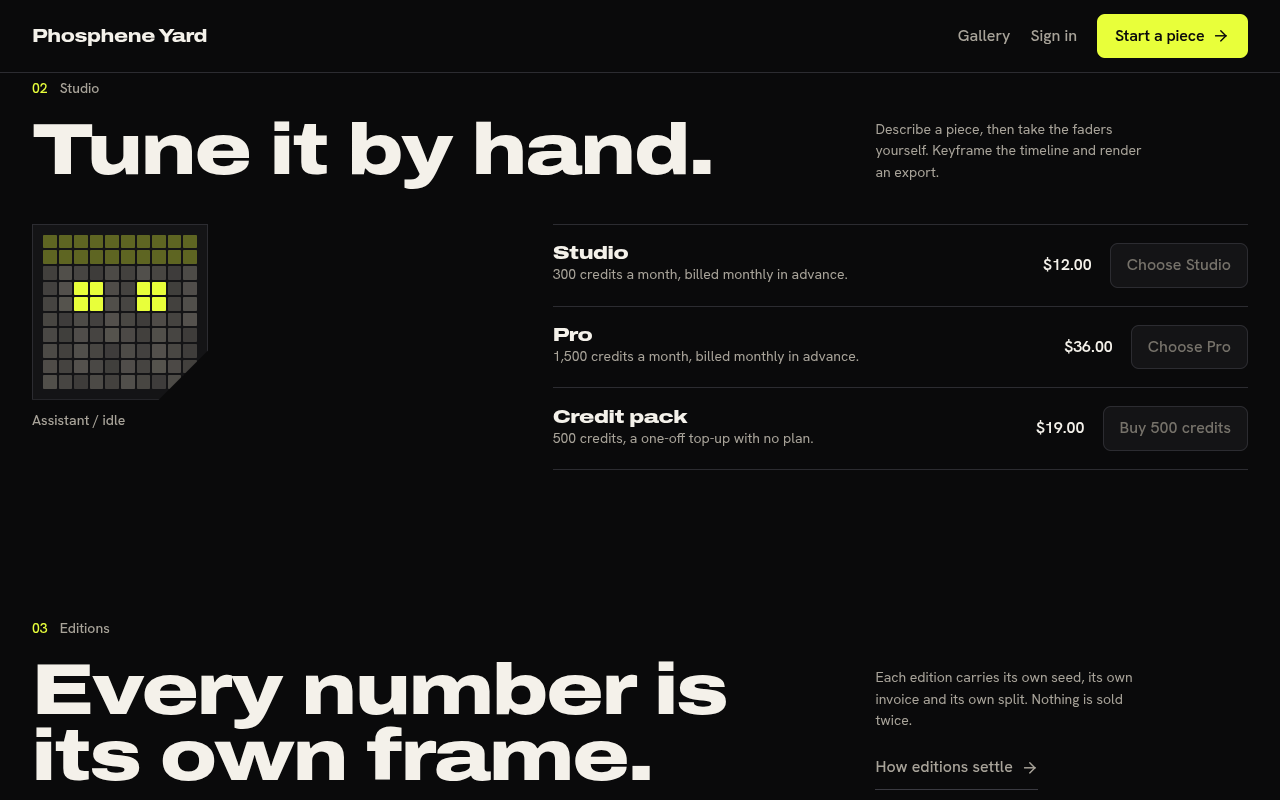 Phosphene Yard
Gallery
Sign in
Start a piece
02 Studio
Tune it by hand.
Describe a piece, then take the faders
yourself. Keyframe the timeline and render
an export.
Assistant / idle
Studio
300 credits a month, billed monthly in advance.
$12.00
Choose Studio
Pro
1,500 credits a month, billed monthly in advance.
$36.00
Choose Pro
Credit pack
500 credits, a one-off top-up with no plan.
$19.00
Buy 500 credits
03 Editions
Every number is
its own frame.
Each edition carries its own seed, its own
invoice and its own split. Nothing is sold
twice.
How editions settle